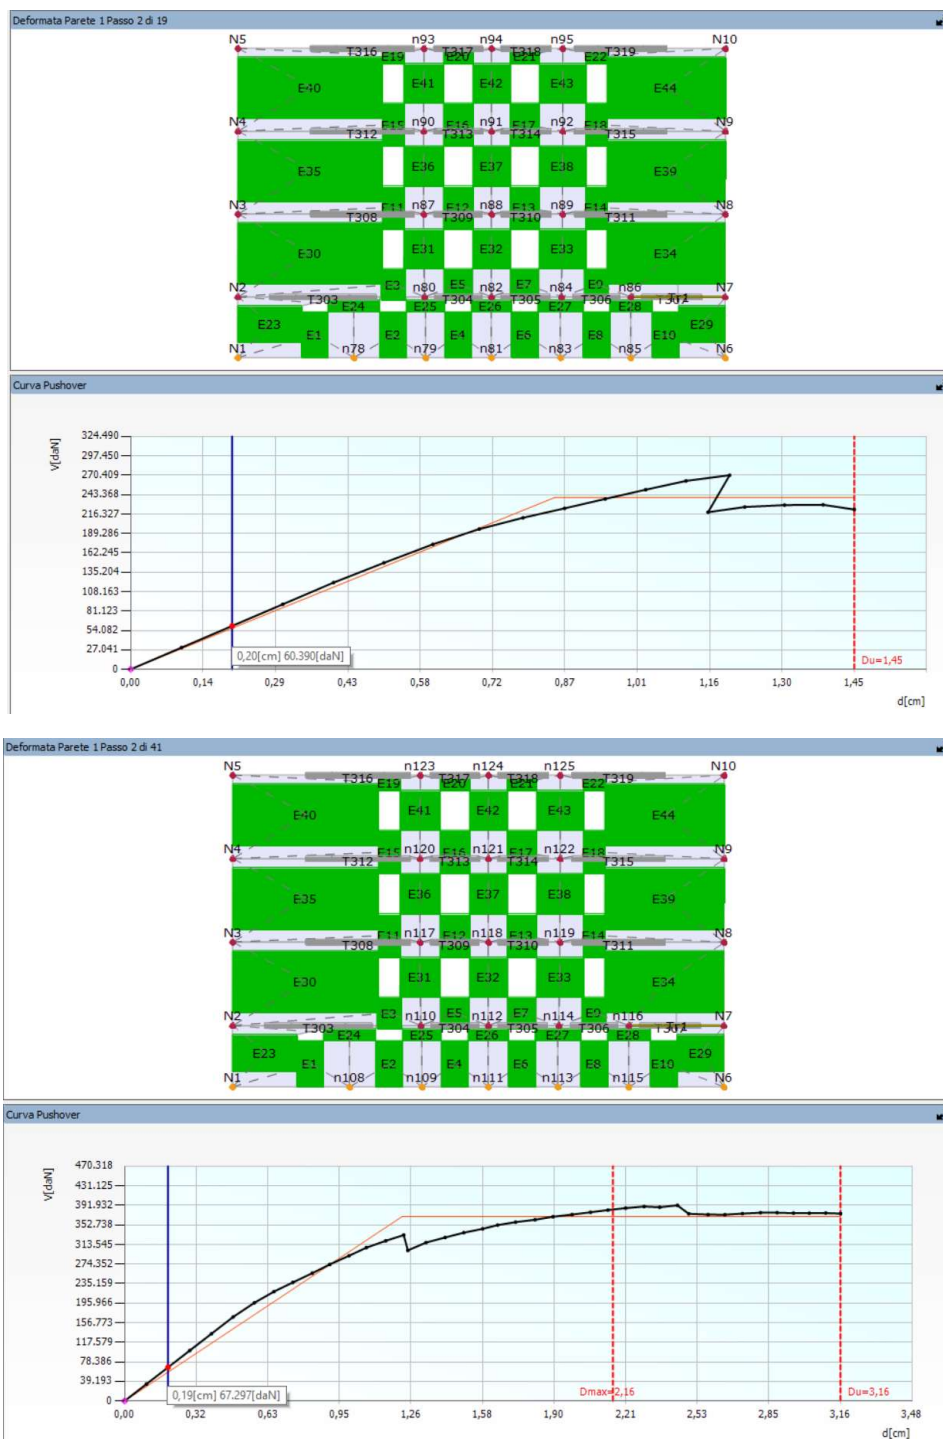 Deformata Parete 1 Passo 2 di 19
N5 n93 n94 n95 N10
T316 T317 T318 T319
E19 E20 E21 E22
E40 E41 E42 E43 E44
N4 n90 n91 n92 N9
E15 E16 E17 E18
T312 T313 T314 T315
E35 E36 E37 E38 E39
N3 n87 n88 n89 N8
E11 E12 E13 E14
T308 T309 T310 T311
E30 E31 E32 E33 E34
N2 E3 n80 E5 n82 E7 n84 E9 n86 N7
T303 T304 T305 T306
E24 E25 E26 E27 E28
E23 E1 E2 E4 E6 E8 E10 E29
N1 n78 n79 n81 n83 n85 N6
Curva Pushover
V[daN]
324.490
297.450
270.409
243.368
216.327
189.286
162.245
135.204
108.163
81.123
54.082
27.041
0
0,20[cm] 60.390[daN]
Du=1,45
0,00 0,14 0,29 0,43 0,58 0,72 0,87 1,01 1,16 1,30 1,45
d[cm]
Deformata Parete 1 Passo 2 di 41
N5 n123 n124 n125 N10
T316 T317 T318 T319
E19 E20 E21 E22
E40 E41 E42 E43 E44
N4 n120 n121 n122 N9
E15 E16 E17 E18
T312 T313 T314 T315
E35 E36 E37 E38 E39
N3 n117 n118 n119 N8
E11 E12 E13 E14
T308 T309 T310 T311
E30 E31 E32 E33 E34
N2 E3 n110 E5 n112 E7 n114 E9 n116 N7
T303 T304 T305 T306
E24 E25 E26 E27 E28
E23 E1 E2 E4 E6 E8 E10 E29
N1 n108 n109 n111 n113 n115 N6
Curva Pushover
V[daN]
470.318
431.125
391.932
352.738
313.545
274.352
235.159
195.966
156.773
117.579
78.386
39.193
0
0,19[cm] 67.297[daN]
Dmax=2,16
Du=3,16
0,00 0,32 0,63 0,95 1,26 1,58 1,90 2,21 2,53 2,85 3,16 3,48
d[cm]